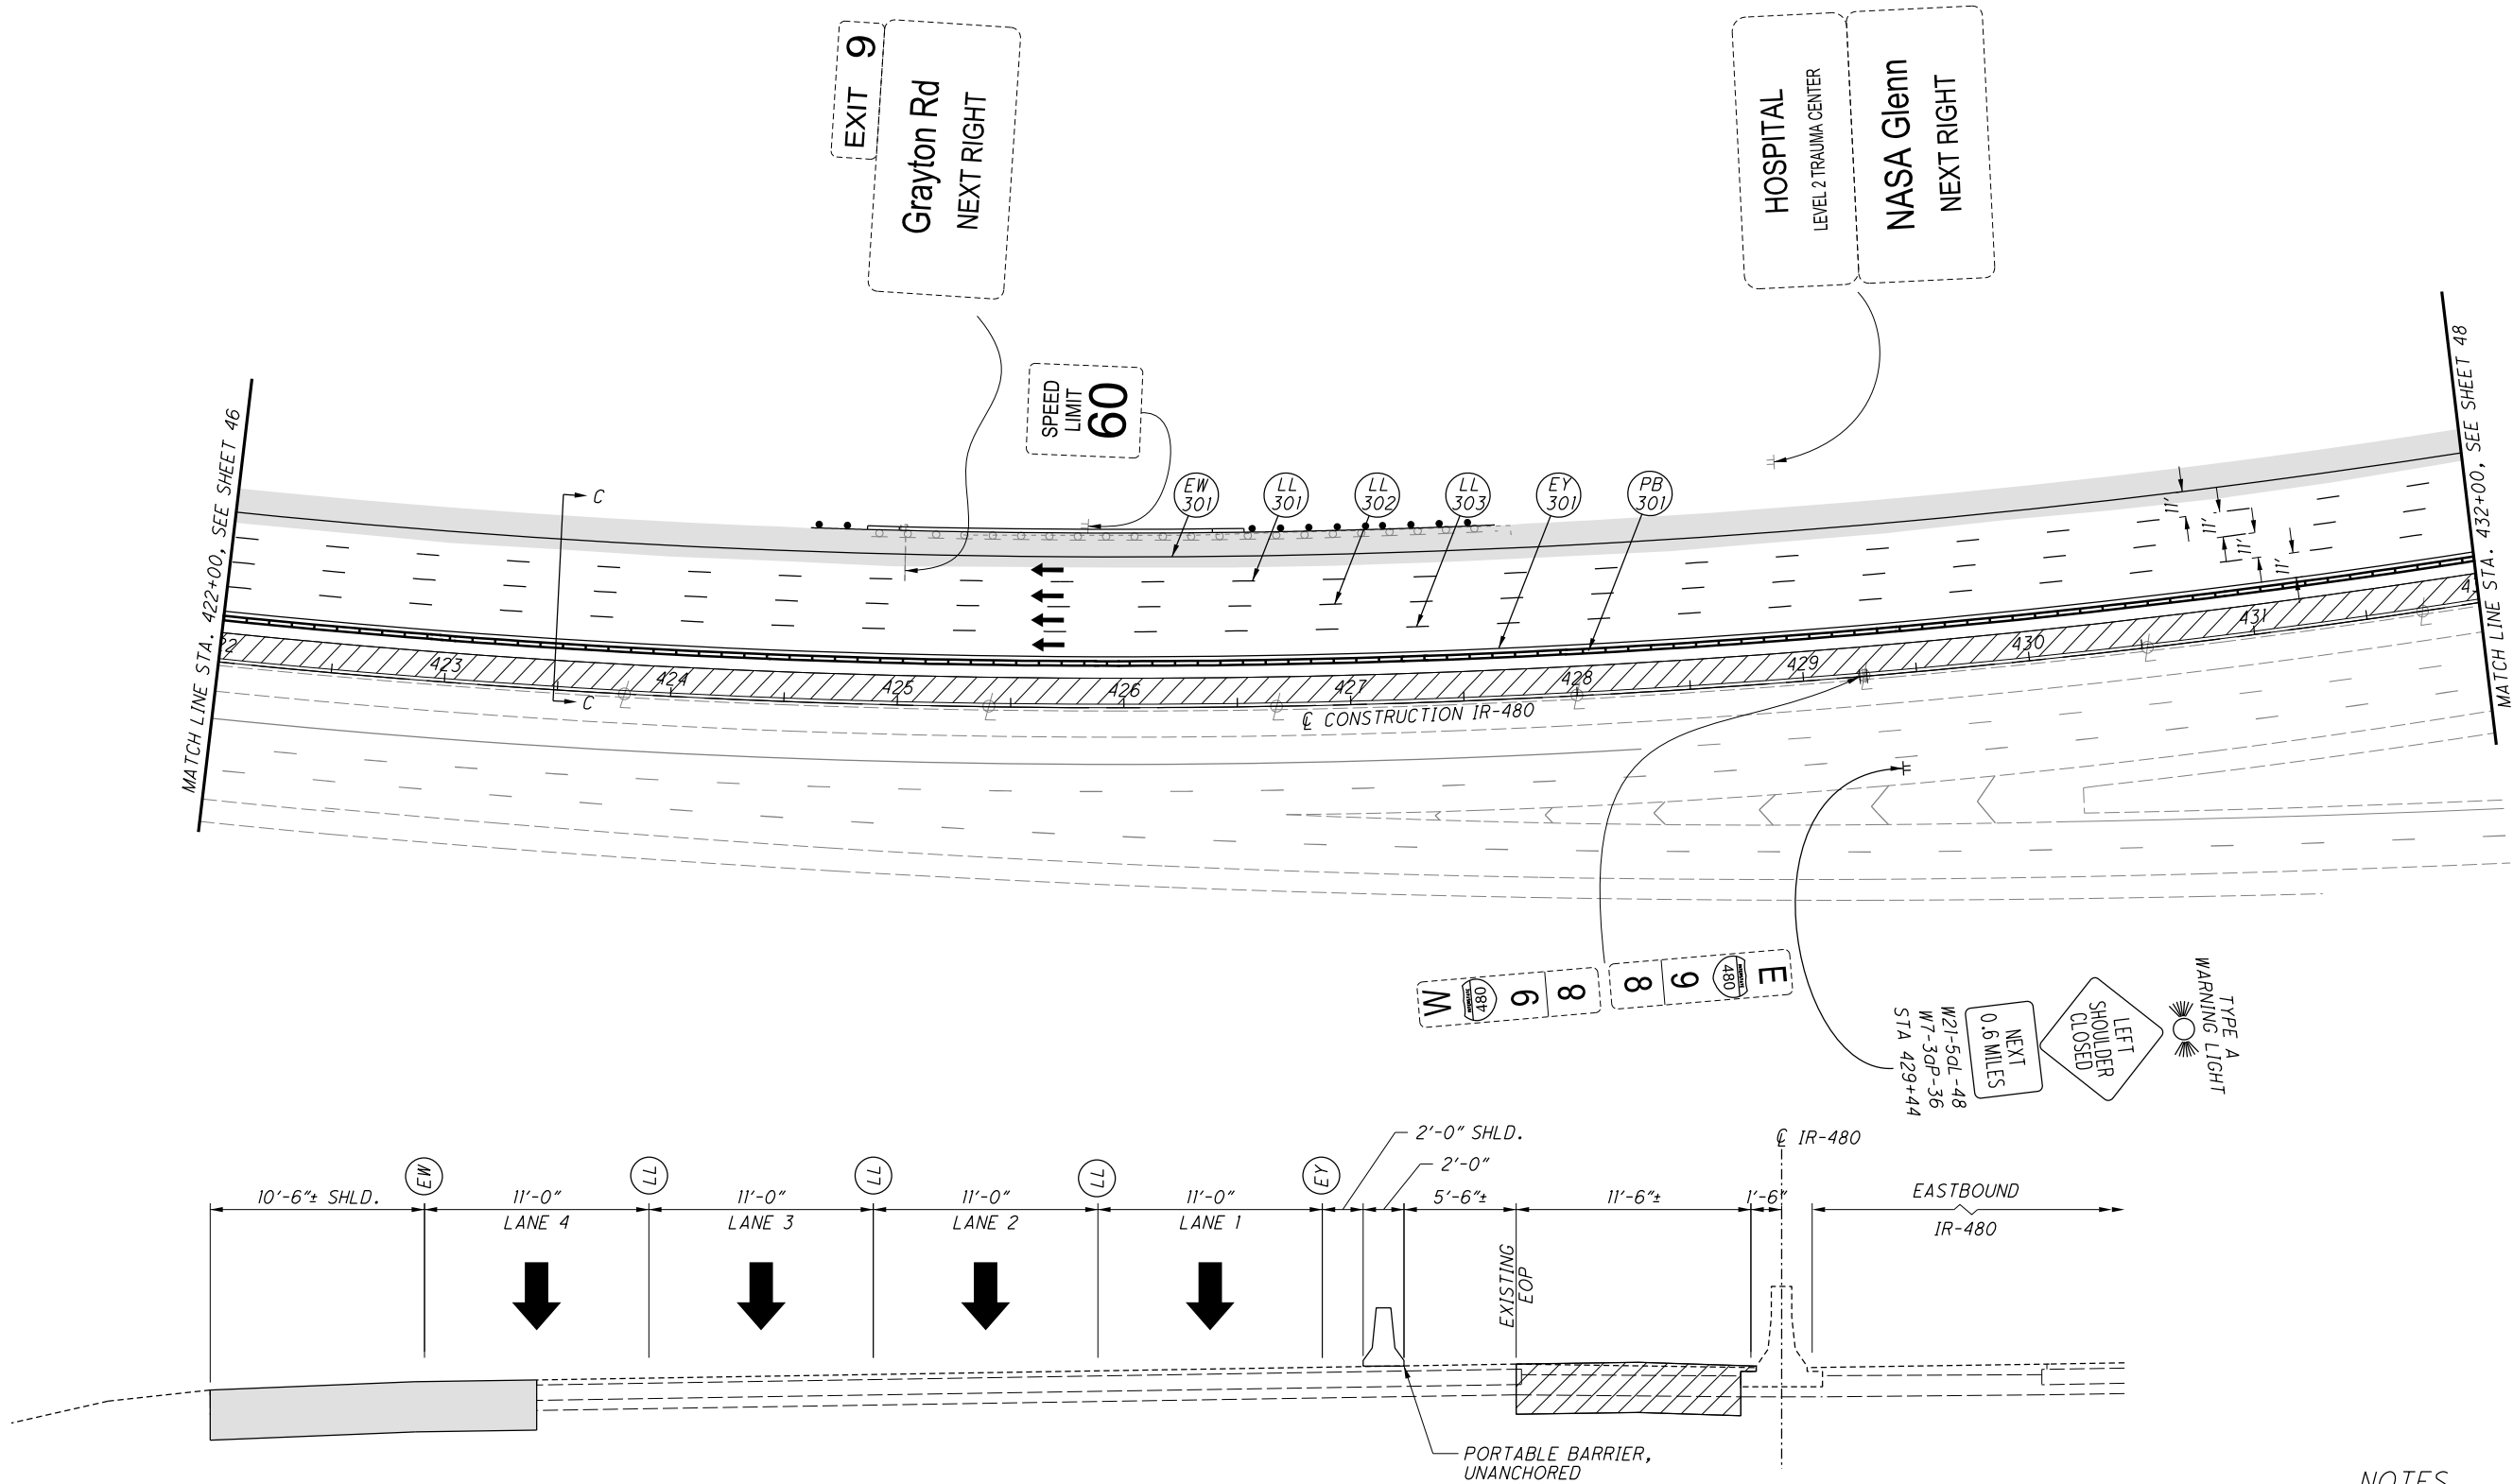 EXIT 9
Grayton Rd
NEXT RIGHT
HOSPITAL
LEVEL 2 TRAUMA CENTER
NASA Glenn
NEXT RIGHT
SPEED
LIMIT
60
MATCH LINE STA. 422+00, SEE SHEET 46
MATCH LINE STA. 432+00, SEE SHEET 48
C
C
EW
301
LL
301
LL
302
LL
303
EY
301
PB
301
11'
11'
11'
11'
423
424
425
426
427
428
429
430
431
℄ CONSTRUCTION IR-480
W
480
9
8
8
9
480
E
TYPE A
WARNING LIGHT
LEFT
SHOULDER
CLOSED
NEXT
0.6 MILES
W21-5aL-48
W7-3aP-36
STA 429+44
EW
LL
LL
LL
EY
2'-0" SHLD.
2'-0"
℄ IR-480
10'-6"± SHLD.
11'-0"
LANE 4
11'-0"
LANE 3
11'-0"
LANE 2
11'-0"
LANE 1
5'-6"±
11'-6"±
1'-6"
EASTBOUND
IR-480
EXISTING
EOP
PORTABLE BARRIER,
UNANCHORED
NOTES